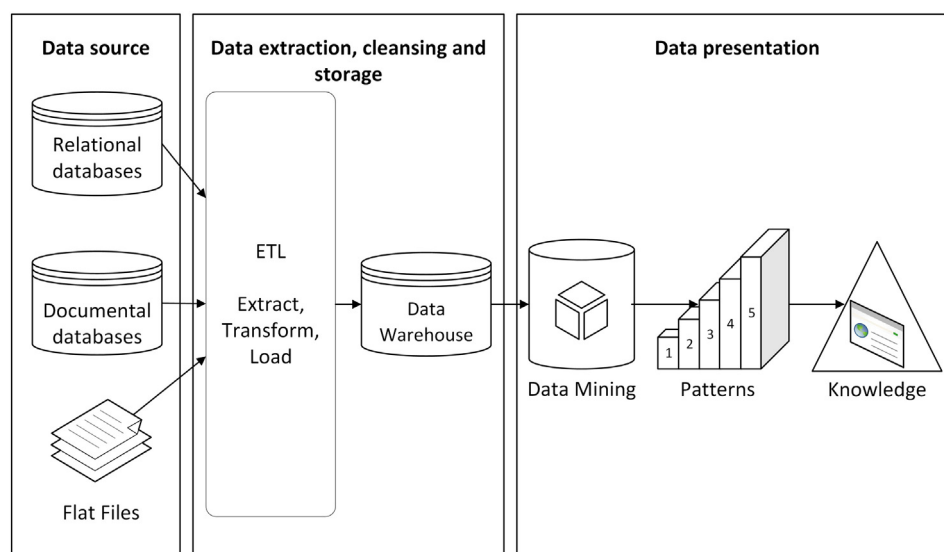 Data source
Relational
databases
Documental
databases
Flat Files
Data extraction, cleansing and
storage
ETL
Extract,
Transform,
Load
Data
Warehouse
Data presentation
Data Mining
1
2
3
4
5
Patterns
Knowledge